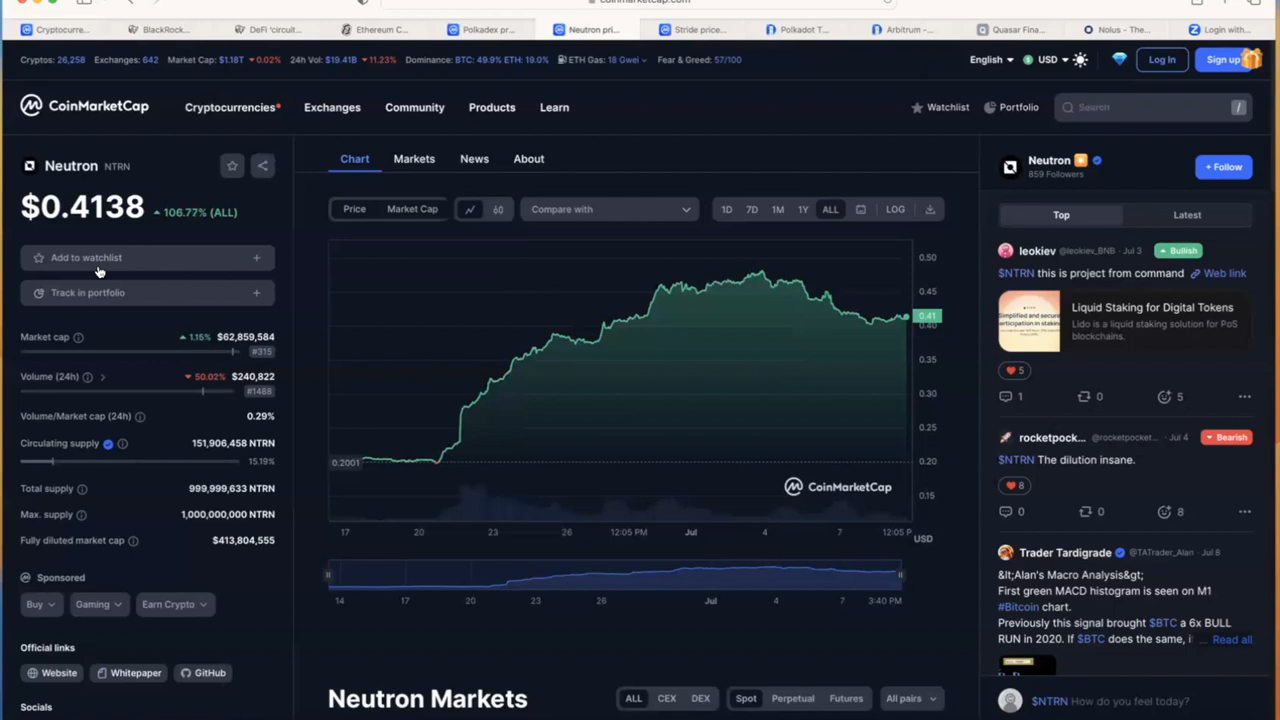 coinmarketcap.com
Cryptocurre...
BlackRock...
DeFi 'circuit...
Ethereum C...
Polkadex pr...
Neutron pri...
Stride price...
Polkadot T...
Arbitrum -...
Quasar Fina...
Nolus - The...
Login with...
Cryptos: 26,258 Exchanges: 642 Market Cap: $1.18T 0.02% 24h Vol: $19.41B 11.23% Dominance: BTC: 49.9% ETH: 19.0% ETH Gas: 18 Gwei Fear & Greed: 57/100
English USD Log In Sign up
CoinMarketCap
Cryptocurrencies Exchanges Community Products Learn
Watchlist Portfolio Search /
Neutron NTRN
$0.4138 106.77% (ALL)
Add to watchlist +
Track in portfolio +
Market cap 1.15% $62,859,584
#315
Volume (24h) 50.02% $240,822
#1488
Volume/Market cap (24h) 0.29%
Circulating supply 151,906,458 NTRN
15.19%
Total supply 999,999,633 NTRN
Max. supply 1,000,000,000 NTRN
Fully diluted market cap $413,804,555
Sponsored
Buy Gaming Earn Crypto
Official links
Website Whitepaper GitHub
Socials
Chart Markets News About
Price Market Cap Compare with 1D 7D 1M 1Y ALL LOG
0.50
0.45
0.41
0.40
0.35
0.30
0.25
0.20
0.15
0.2001
CoinMarketCap
17 20 23 26 12:05 PM Jul 4 7 12:05 P
USD
14 17 20 23 26 Jul 4 7 3:40 PM
Neutron Markets
ALL CEX DEX Spot Perpetual Futures All pairs
Neutron
859 Followers
+ Follow
Top Latest
leokiev @leokiev_BNB · Jul 3 Bullish
$NTRN this is project from command Web link
Simplified and secure
participation in staking
Liquid Staking for Digital Tokens
Lido is a liquid staking solution for PoS
blockchains.
5
1 0 5 ...
rocketpock... @rocketpocket... · Jul 4 Bearish
$NTRN The dilution insane.
8
0 0 8 ...
Trader Tardigrade @TATrader_Alan · Jul 8
&lt;Alan's Macro Analysis&gt;
First green MACD histogram is seen on M1
#Bitcoin chart.
Previously this signal brought $BTC a 6x BULL
RUN in 2020. If $BTC does the same, i ... Read all
$NTRN How do you feel today?